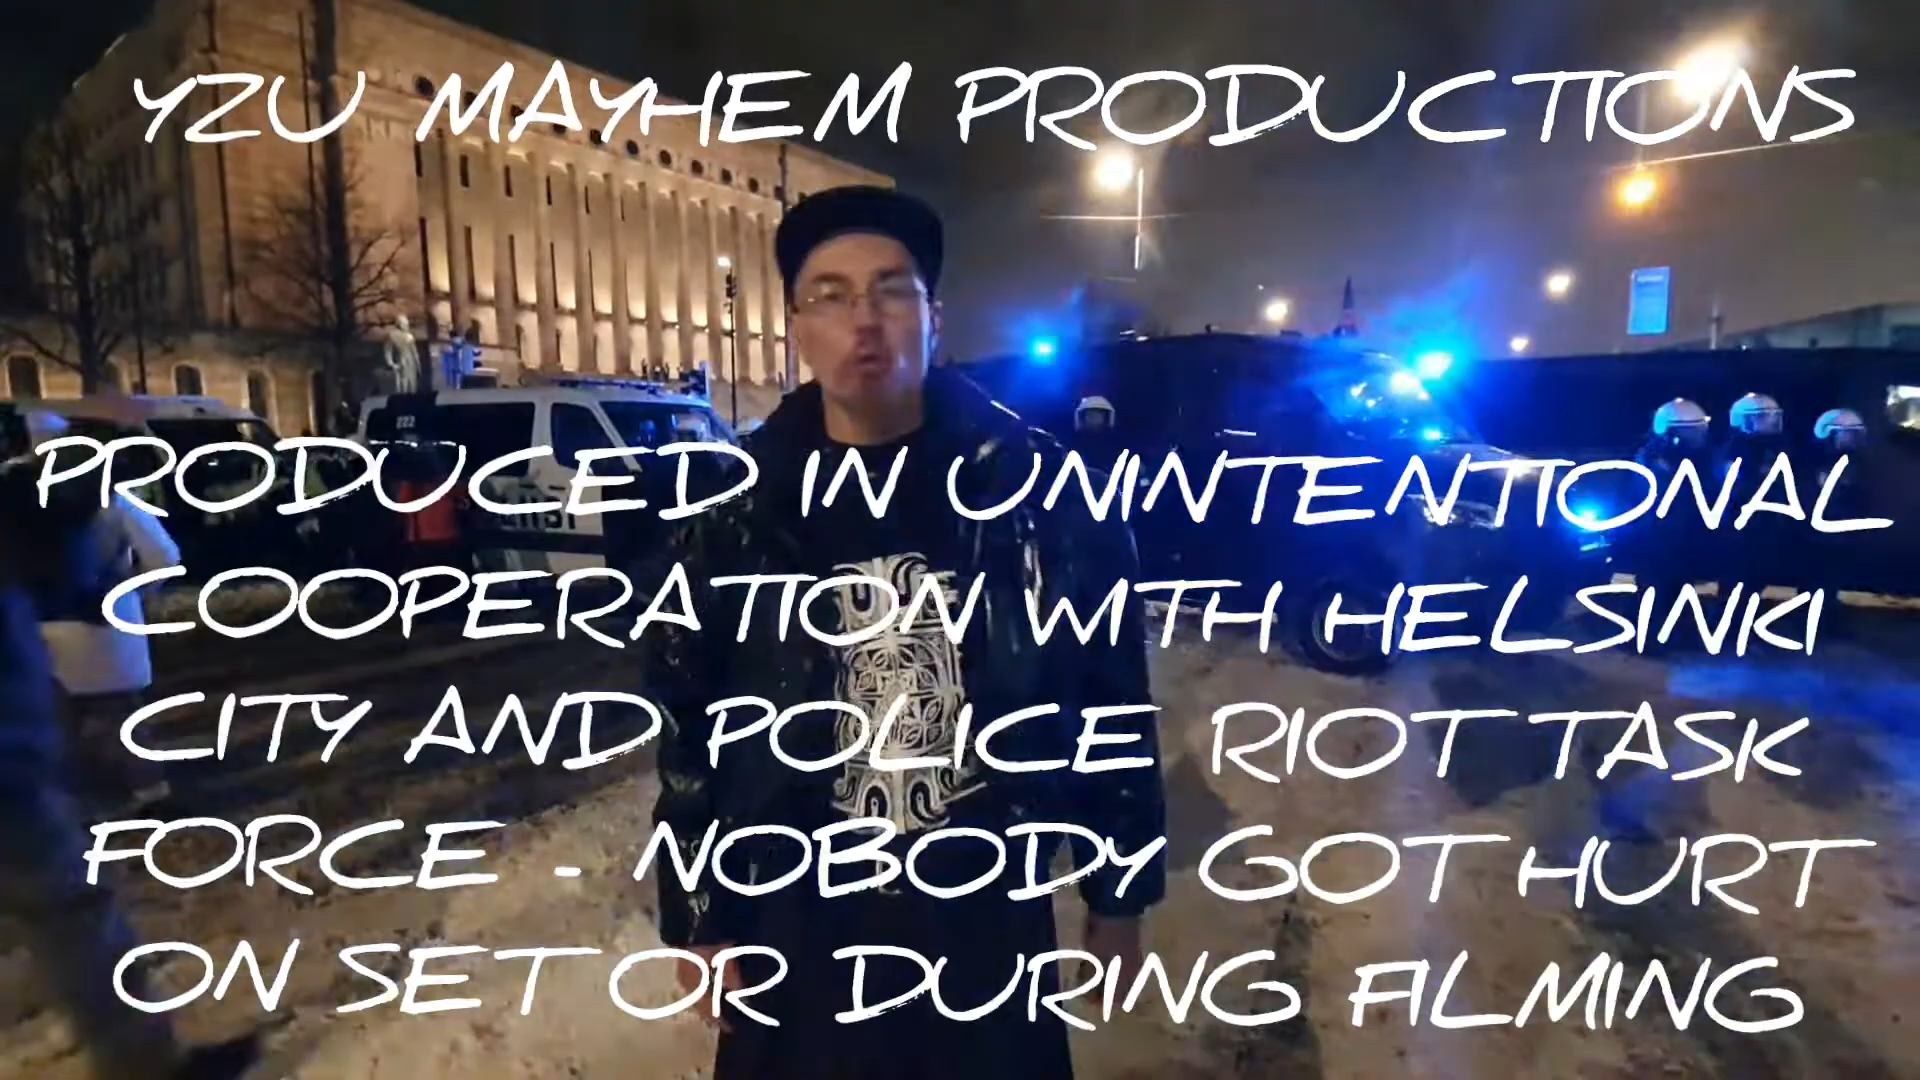 YZU MAYHEM PRODUCTIONS
PRODUCED IN UNINTENTIONAL
COOPERATION WITH HELSINKI
CITY AND POLICE RIOT TASK
FORCE - NOBODY GOT HURT
ON SET OR DURING FILMING
222